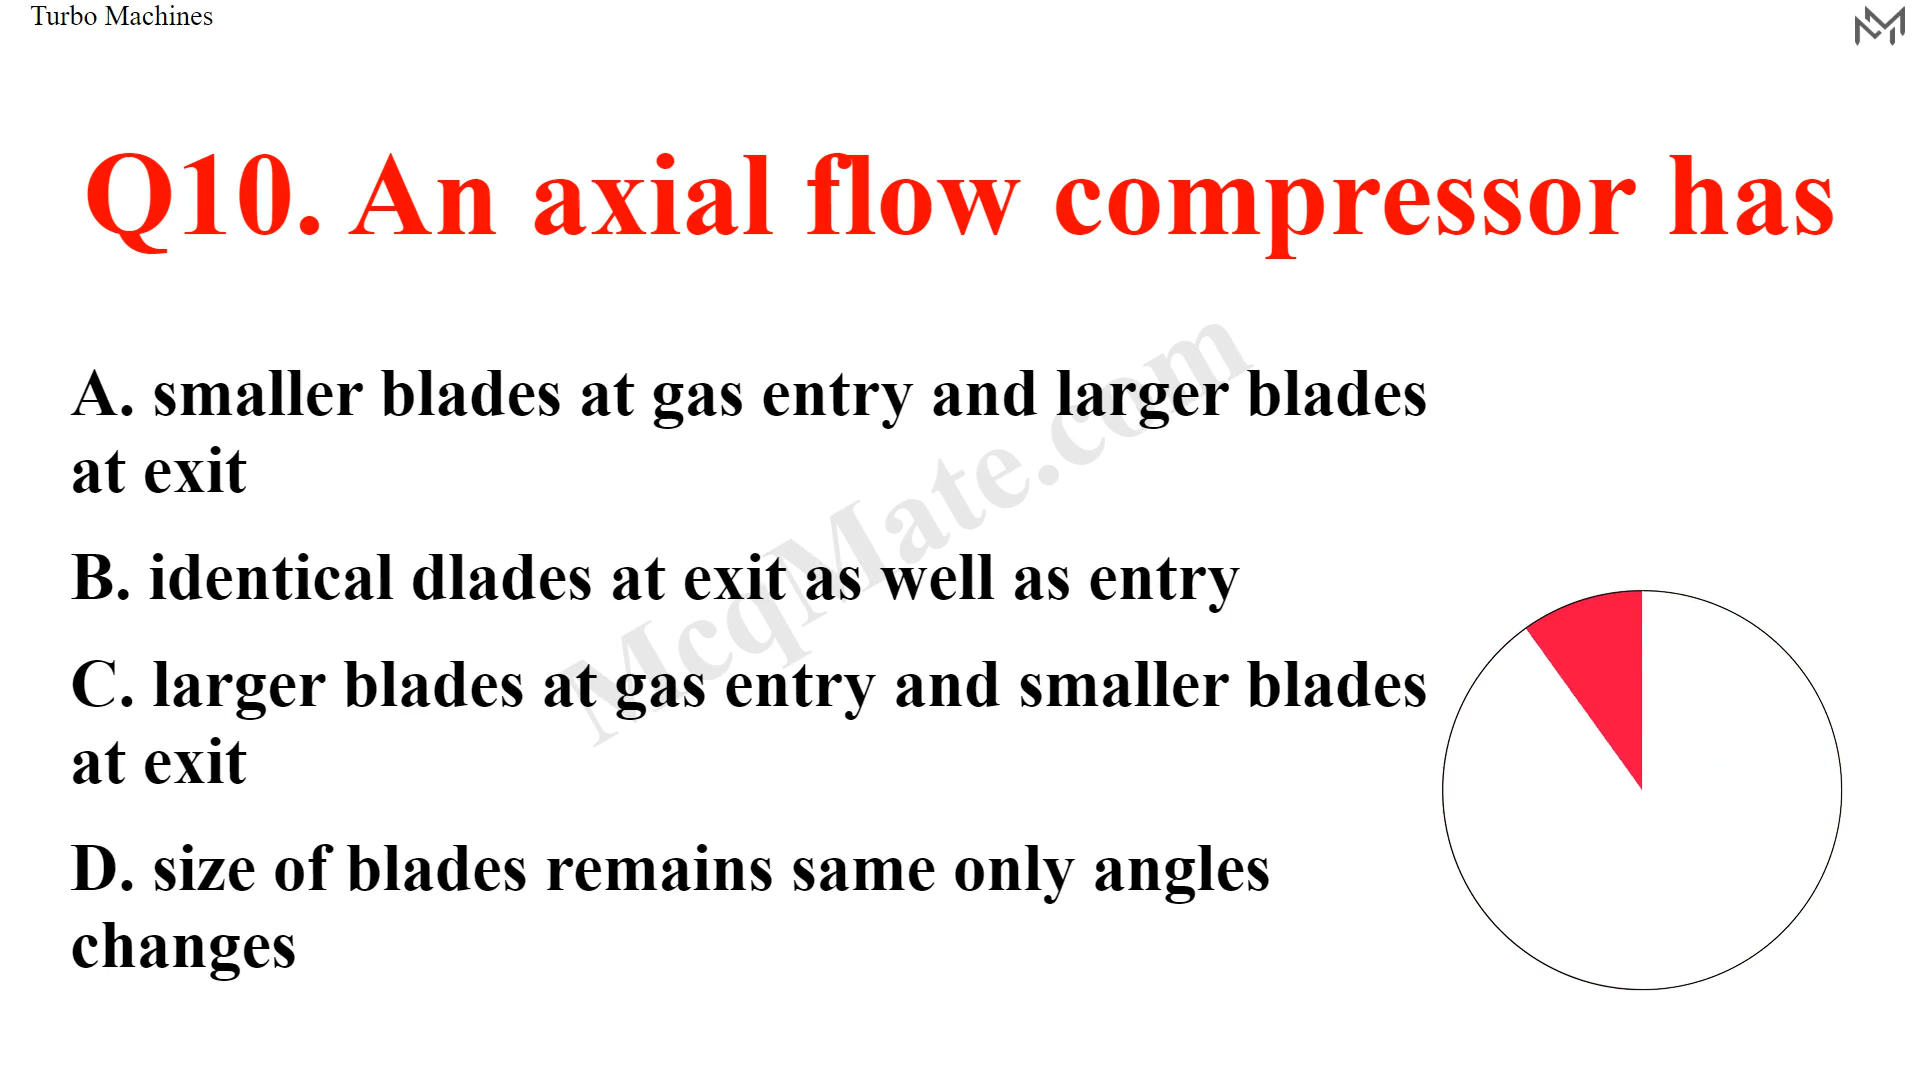 Turbo Machines
Q10. An axial flow compressor has
A. smaller blades at gas entry and larger blades
at exit
B. identical dlades at exit as well as entry
C. larger blades at gas entry and smaller blades
at exit
D. size of blades remains same only angles
changes
McqMate.com